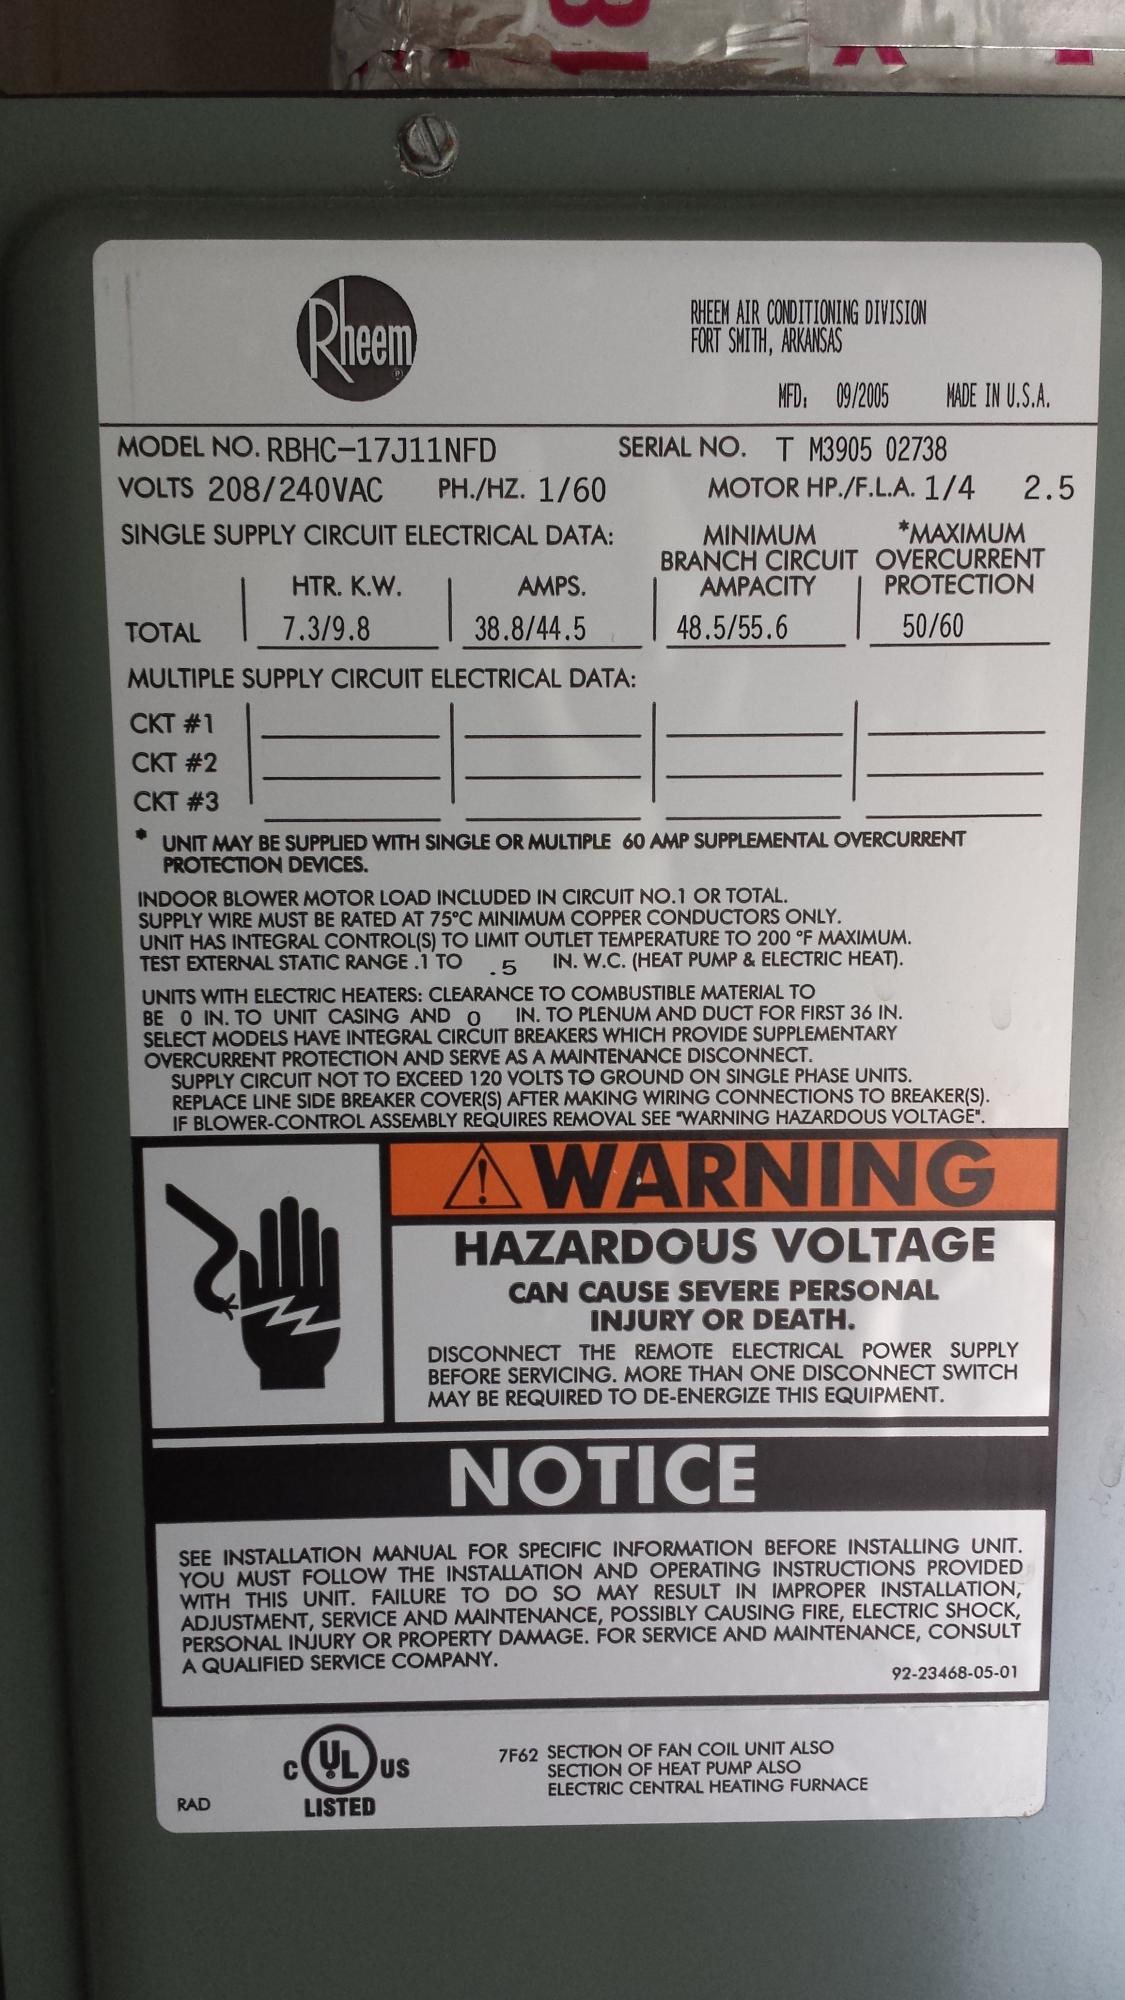 Rheem
RHEEM AIR CONDITIONING DIVISION
FORT SMITH, ARKANSAS
MFD. 09/2005 MADE IN U.S.A.
MODEL NO. RBHC-17J11NFD SERIAL NO. T M3905 02738
VOLTS 208/240VAC PH./HZ. 1/60 MOTOR HP./F.L.A. 1/4 2.5
SINGLE SUPPLY CIRCUIT ELECTRICAL DATA: MINIMUM *MAXIMUM
BRANCH CIRCUIT OVERCURRENT
HTR. K.W. AMPS. AMPACITY PROTECTION
TOTAL 7.3/9.8 38.8/44.5 48.5/55.6 50/60
MULTIPLE SUPPLY CIRCUIT ELECTRICAL DATA:
CKT #1
CKT #2
CKT #3
* UNIT MAY BE SUPPLIED WITH SINGLE OR MULTIPLE 60 AMP SUPPLEMENTAL OVERCURRENT
PROTECTION DEVICES.
INDOOR BLOWER MOTOR LOAD INCLUDED IN CIRCUIT NO.1 OR TOTAL.
SUPPLY WIRE MUST BE RATED AT 75°C MINIMUM COPPER CONDUCTORS ONLY.
UNIT HAS INTEGRAL CONTROL(S) TO LIMIT OUTLET TEMPERATURE TO 200 °F MAXIMUM.
TEST EXTERNAL STATIC RANGE .1 TO .5 IN. W.C. (HEAT PUMP & ELECTRIC HEAT).
UNITS WITH ELECTRIC HEATERS: CLEARANCE TO COMBUSTIBLE MATERIAL TO
BE 0 IN. TO UNIT CASING AND 0 IN. TO PLENUM AND DUCT FOR FIRST 36 IN.
SELECT MODELS HAVE INTEGRAL CIRCUIT BREAKERS WHICH PROVIDE SUPPLEMENTARY
OVERCURRENT PROTECTION AND SERVE AS A MAINTENANCE DISCONNECT.
SUPPLY CIRCUIT NOT TO EXCEED 120 VOLTS TO GROUND ON SINGLE PHASE UNITS.
REPLACE LINE SIDE BREAKER COVER(S) AFTER MAKING WIRING CONNECTIONS TO BREAKER(S).
IF BLOWER-CONTROL ASSEMBLY REQUIRES REMOVAL SEE "WARNING HAZARDOUS VOLTAGE".
WARNING
HAZARDOUS VOLTAGE
CAN CAUSE SEVERE PERSONAL
INJURY OR DEATH.
DISCONNECT THE REMOTE ELECTRICAL POWER SUPPLY
BEFORE SERVICING. MORE THAN ONE DISCONNECT SWITCH
MAY BE REQUIRED TO DE-ENERGIZE THIS EQUIPMENT.
NOTICE
SEE INSTALLATION MANUAL FOR SPECIFIC INFORMATION BEFORE INSTALLING UNIT.
YOU MUST FOLLOW THE INSTALLATION AND OPERATING INSTRUCTIONS PROVIDED
WITH THIS UNIT. FAILURE TO DO SO MAY RESULT IN IMPROPER INSTALLATION,
ADJUSTMENT, SERVICE AND MAINTENANCE, POSSIBLY CAUSING FIRE, ELECTRIC SHOCK,
PERSONAL INJURY OR PROPERTY DAMAGE. FOR SERVICE AND MAINTENANCE, CONSULT
A QUALIFIED SERVICE COMPANY.
92-23468-05-01
C UL US
LISTED
7F62 SECTION OF FAN COIL UNIT ALSO
SECTION OF HEAT PUMP ALSO
ELECTRIC CENTRAL HEATING FURNACE
RAD